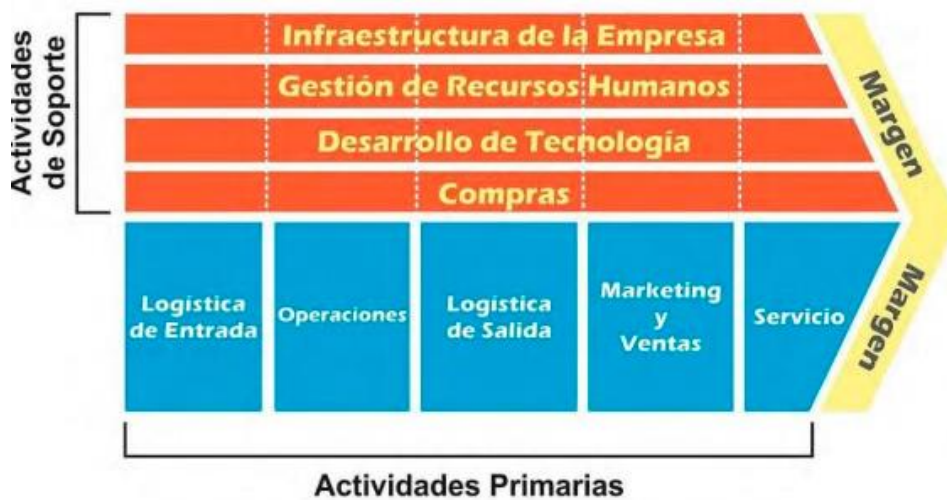 Actividades
de Soporte
Infraestructura de la Empresa
Gestión de Recursos Humanos
Desarrollo de Tecnología
Compras
Margen
Logística
de Entrada
Operaciones
Logística
de Salida
Marketing
y
Ventas
Servicio
Margen
Actividades Primarias